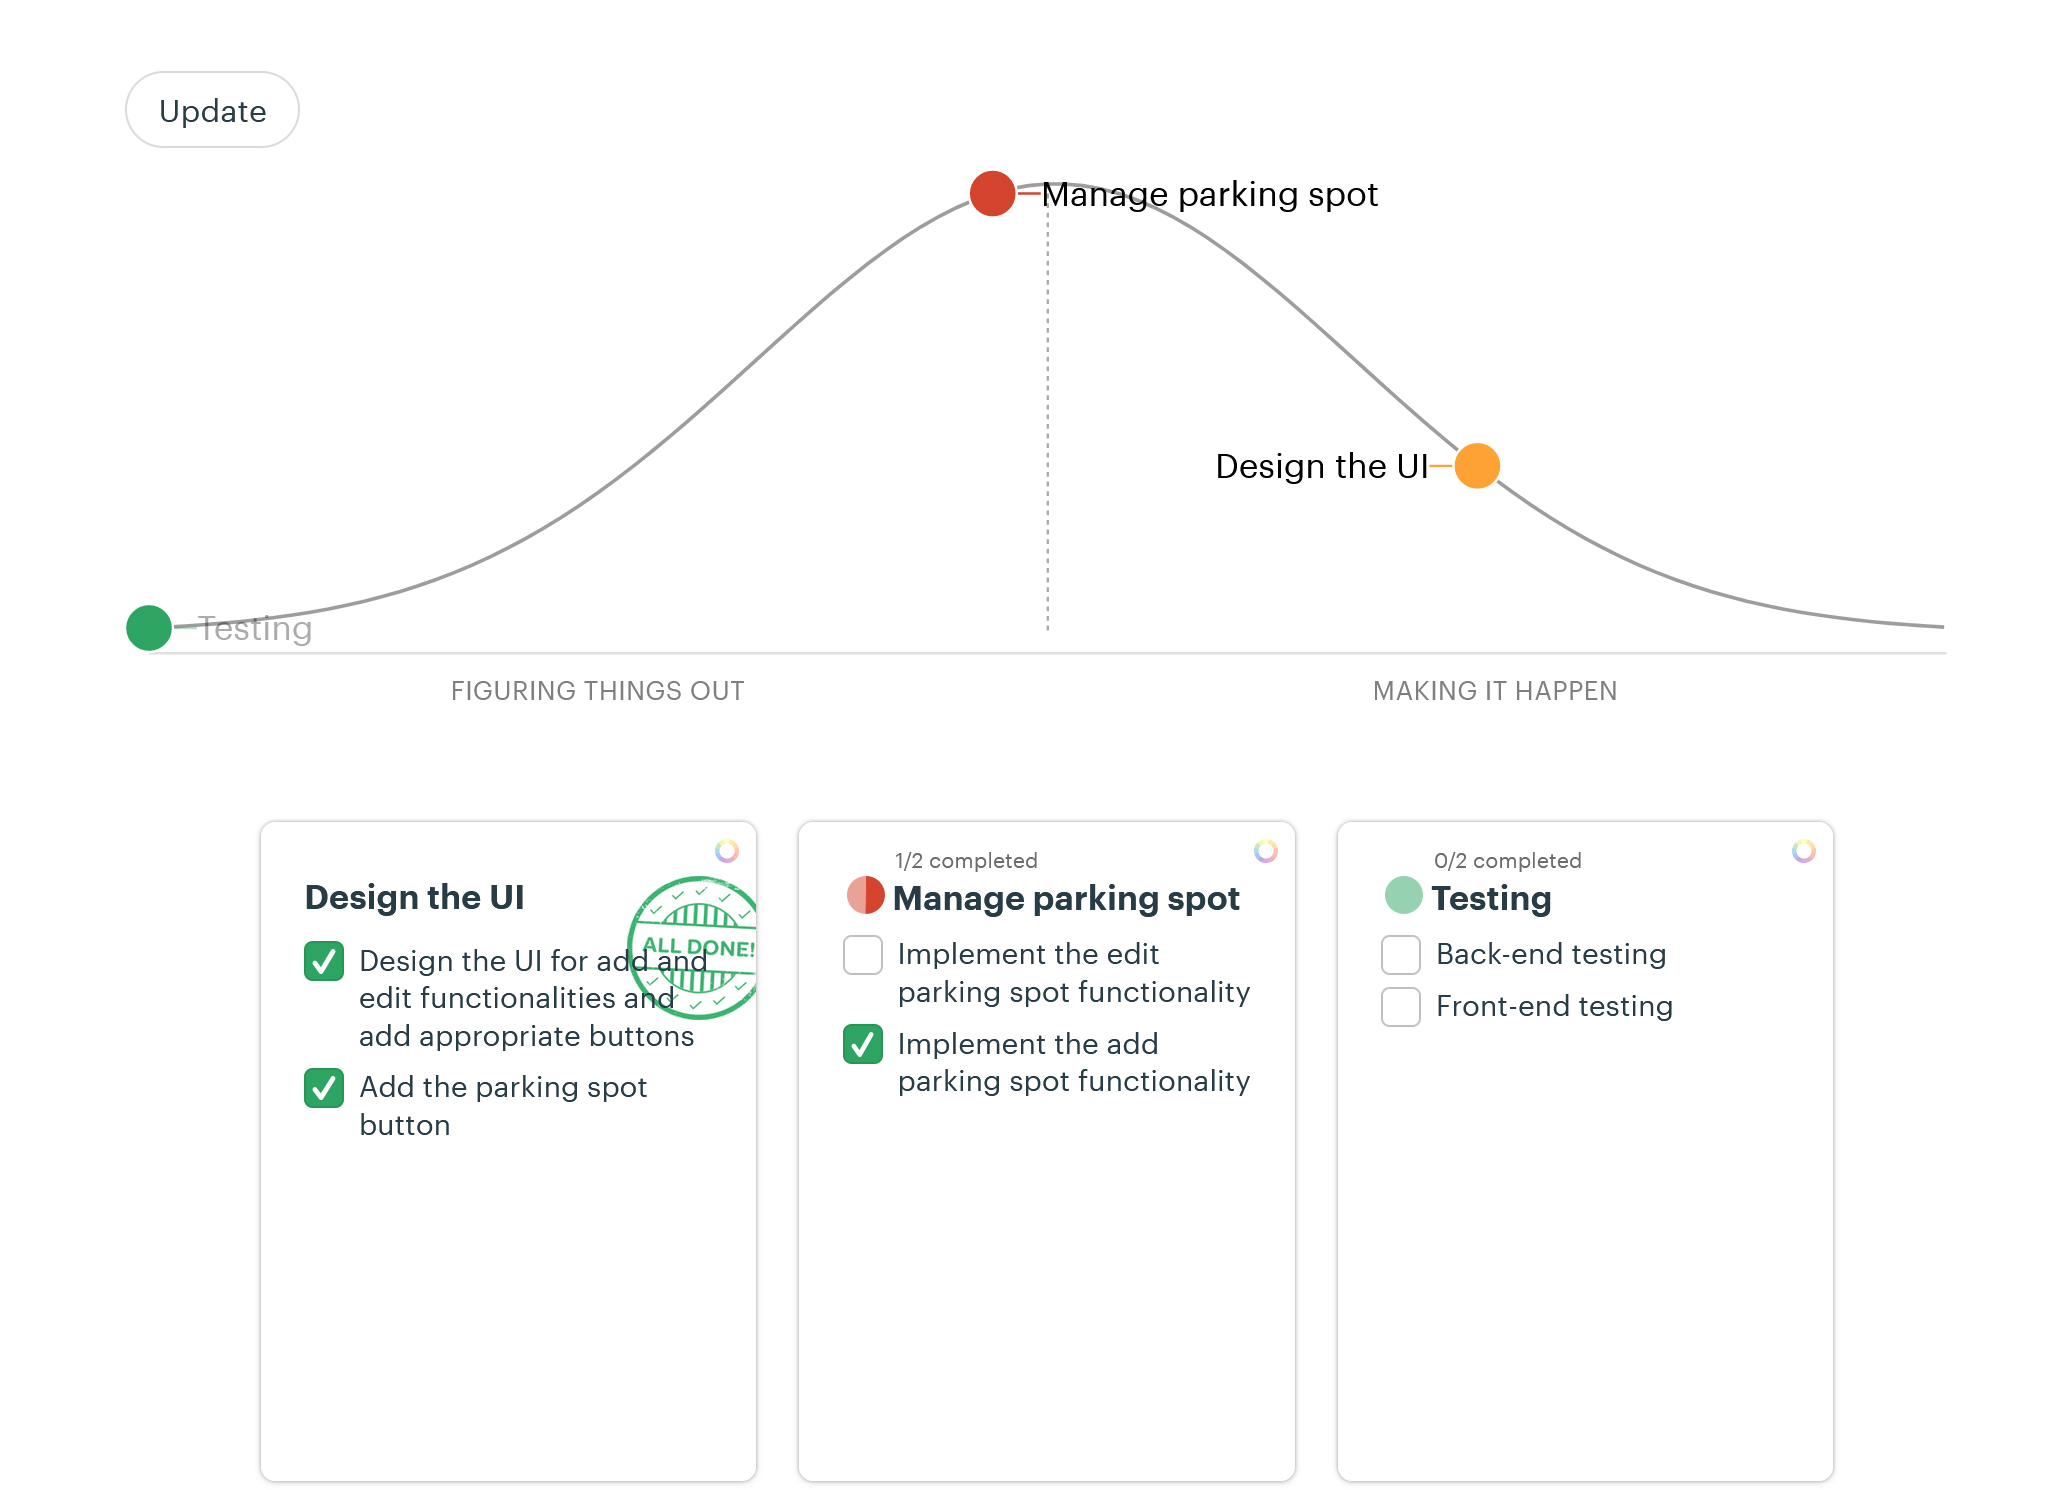 Update
Manage parking spot
Design the UI
Testing
FIGURING THINGS OUT
MAKING IT HAPPEN
Design the UI
ALL DONE!
Design the UI for add and
edit functionalities and
add appropriate buttons
Add the parking spot
button
1/2 completed
Manage parking spot
Implement the edit
parking spot functionality
Implement the add
parking spot functionality
0/2 completed
Testing
Back-end testing
Front-end testing